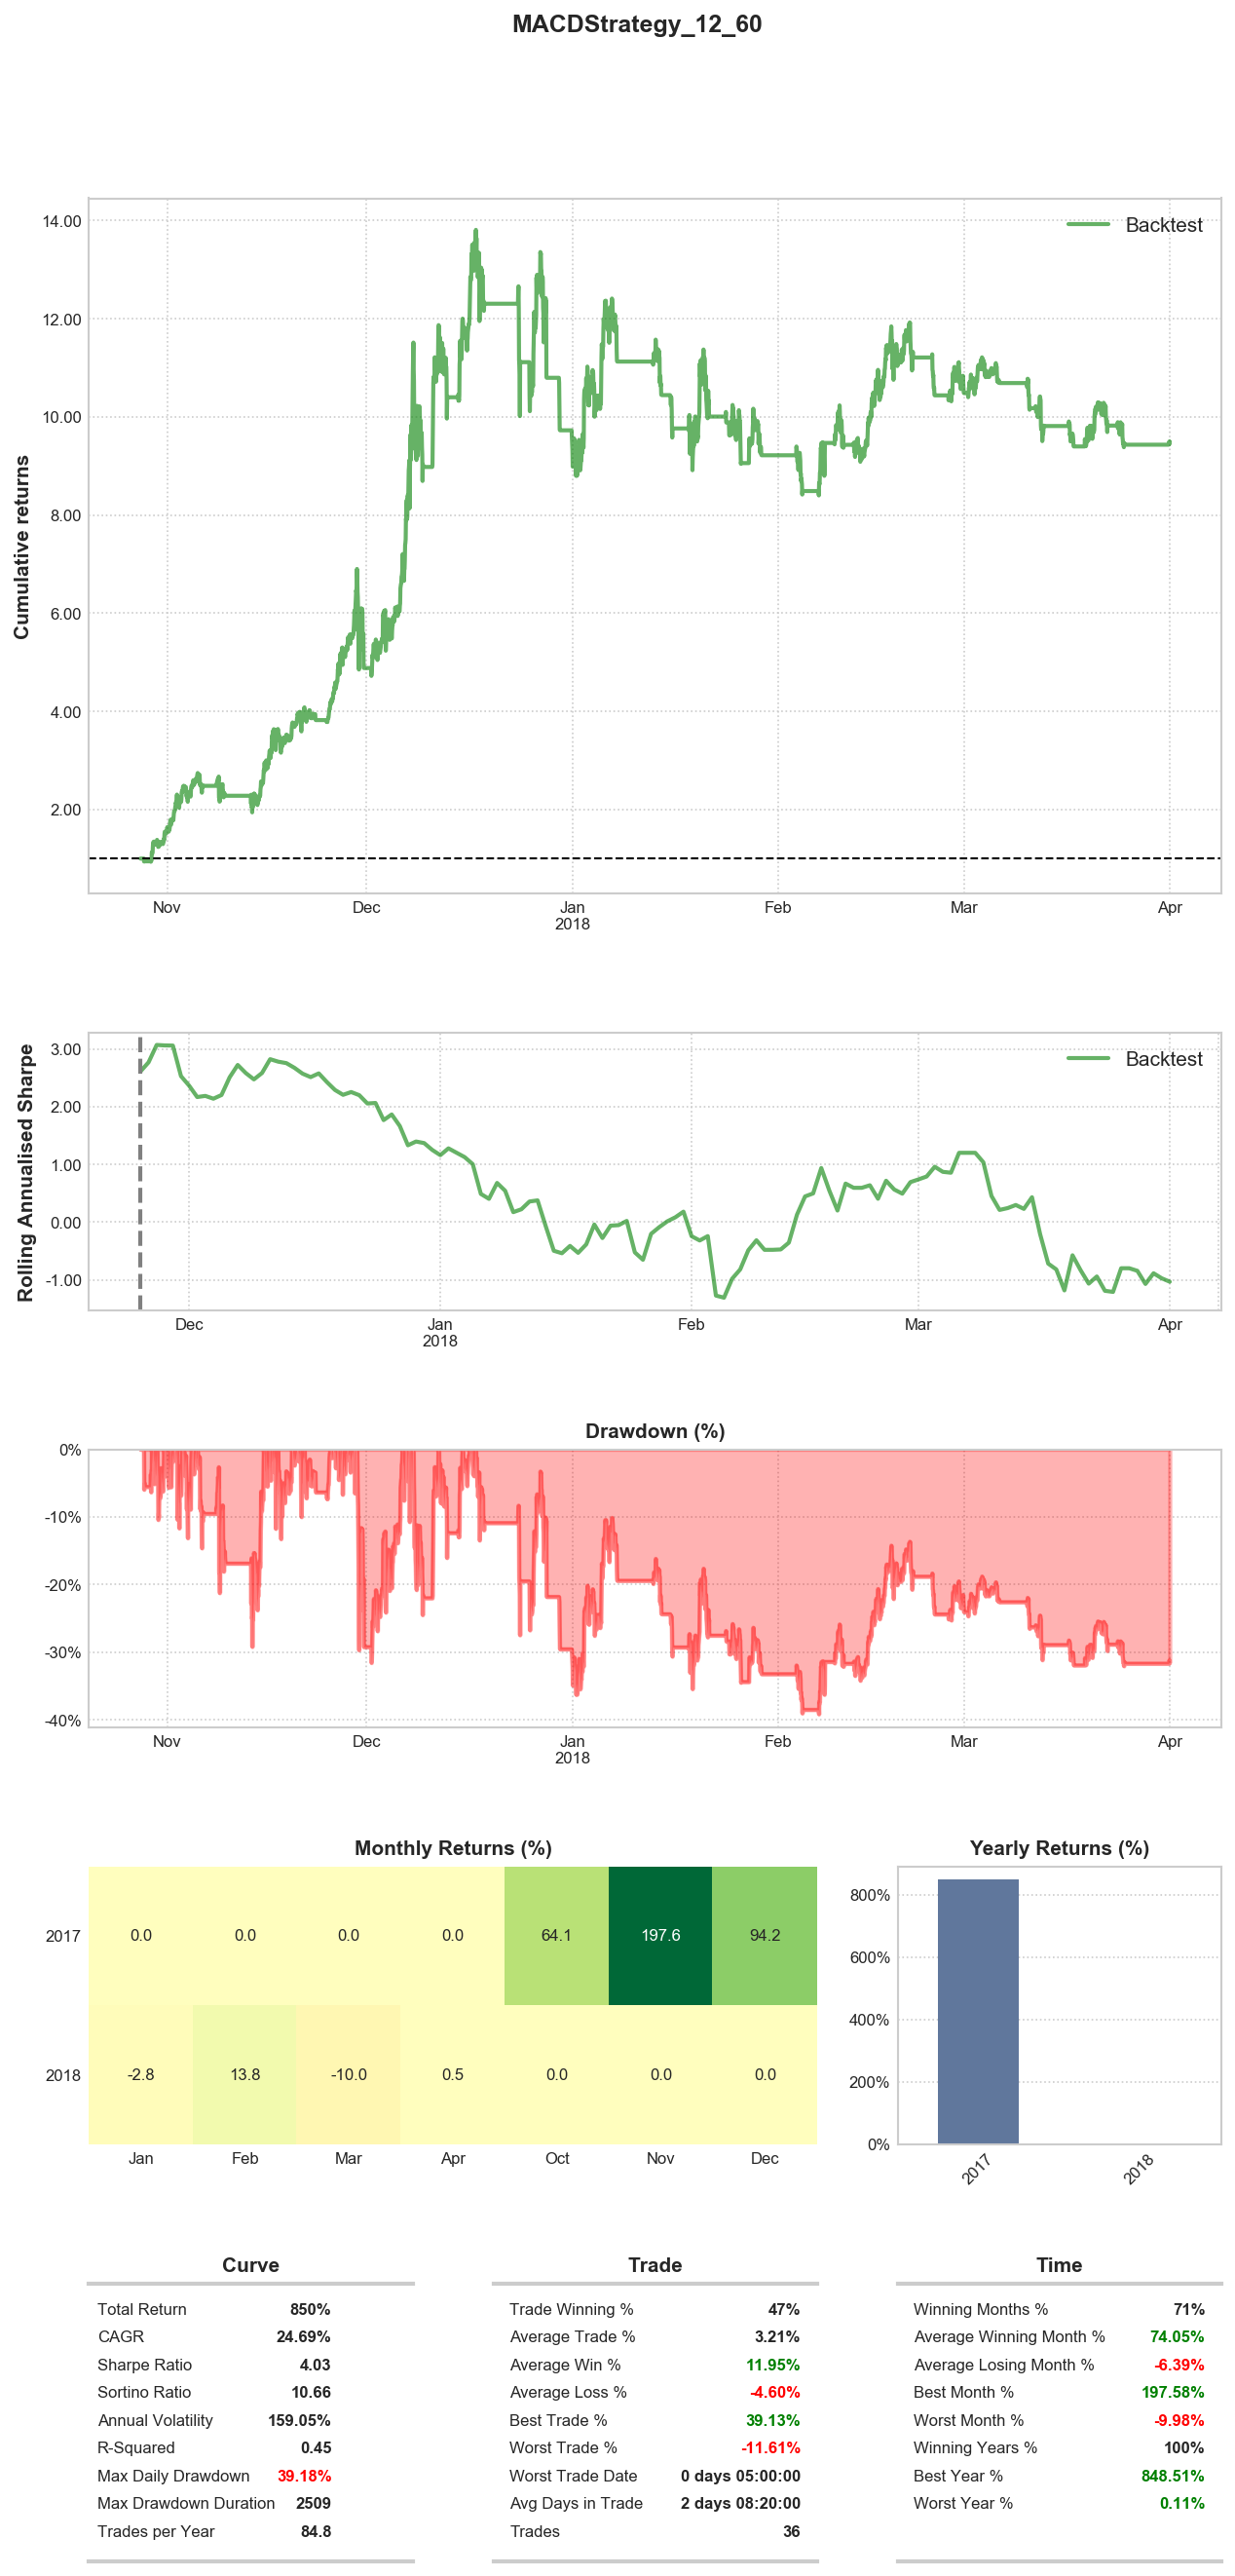 MACDStrategy_12_60
14.00
12.00
10.00
8.00
6.00
4.00
2.00
Cumulative returns
Backtest
Nov Dec Jan Feb Mar Apr
2018
3.00
2.00
1.00
0.00
-1.00
Rolling Annualised Sharpe
Backtest
Dec Jan Feb Mar Apr
2018
Drawdown (%)
0%
-10%
-20%
-30%
-40%
Nov Dec Jan Feb Mar Apr
2018
Monthly Returns (%)
2017 0.0 0.0 0.0 0.0 64.1 197.6 94.2
2018 -2.8 13.8 -10.0 0.5 0.0 0.0 0.0
Jan Feb Mar Apr Oct Nov Dec
Yearly Returns (%)
800%
600%
400%
200%
0%
2017 2018
Curve
Total Return 850%
CAGR 24.69%
Sharpe Ratio 4.03
Sortino Ratio 10.66
Annual Volatility 159.05%
R-Squared 0.45
Max Daily Drawdown 39.18%
Max Drawdown Duration 2509
Trades per Year 84.8
Trade
Trade Winning % 47%
Average Trade % 3.21%
Average Win % 11.95%
Average Loss % -4.60%
Best Trade % 39.13%
Worst Trade % -11.61%
Worst Trade Date 0 days 05:00:00
Avg Days in Trade 2 days 08:20:00
Trades 36
Time
Winning Months % 71%
Average Winning Month % 74.05%
Average Losing Month % -6.39%
Best Month % 197.58%
Worst Month % -9.98%
Winning Years % 100%
Best Year % 848.51%
Worst Year % 0.11%